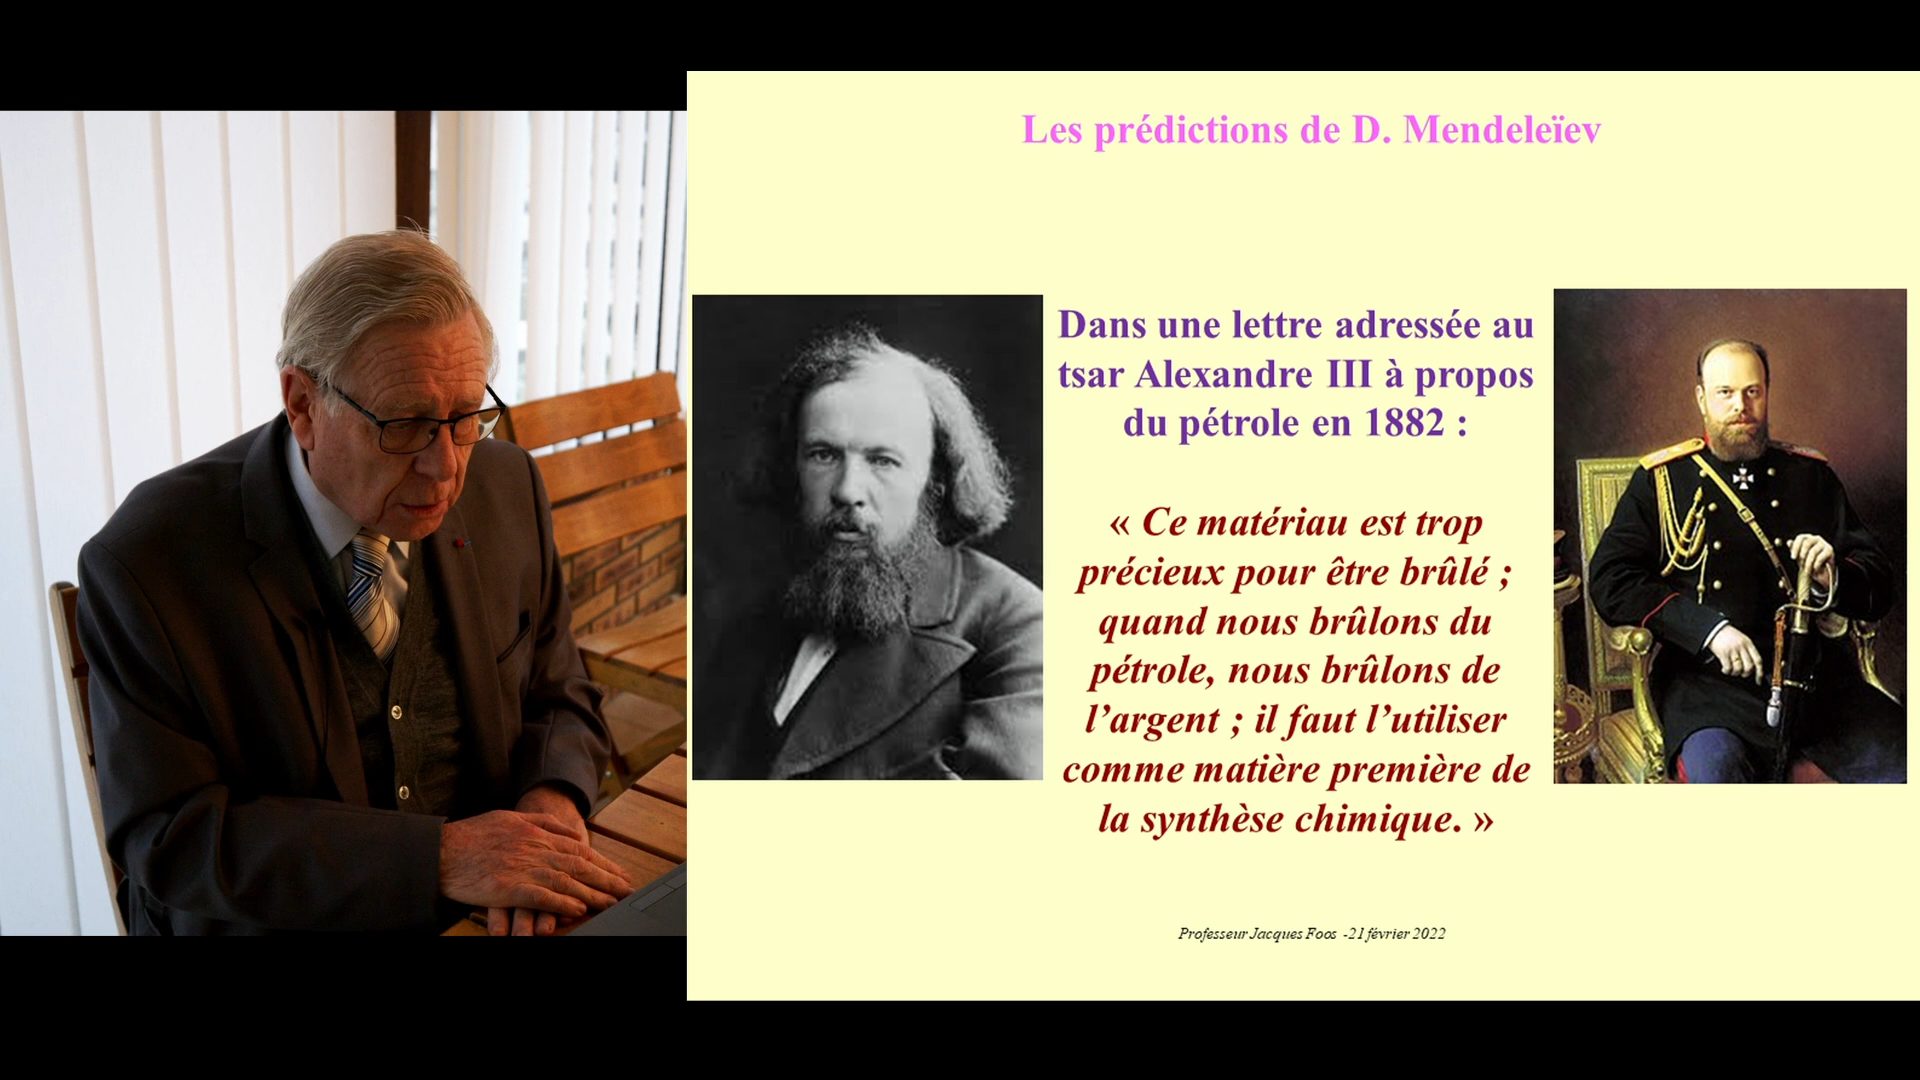 Les prédictions de D. Mendeleïev
Dans une lettre adressée au
tsar Alexandre III à propos
du pétrole en 1882 :
« Ce matériau est trop
précieux pour être brûlé ;
quand nous brûlons du
pétrole, nous brûlons de
l’argent ; il faut l’utiliser
comme matière première de
la synthèse chimique. »
Professeur Jacques Foos -21 février 2022